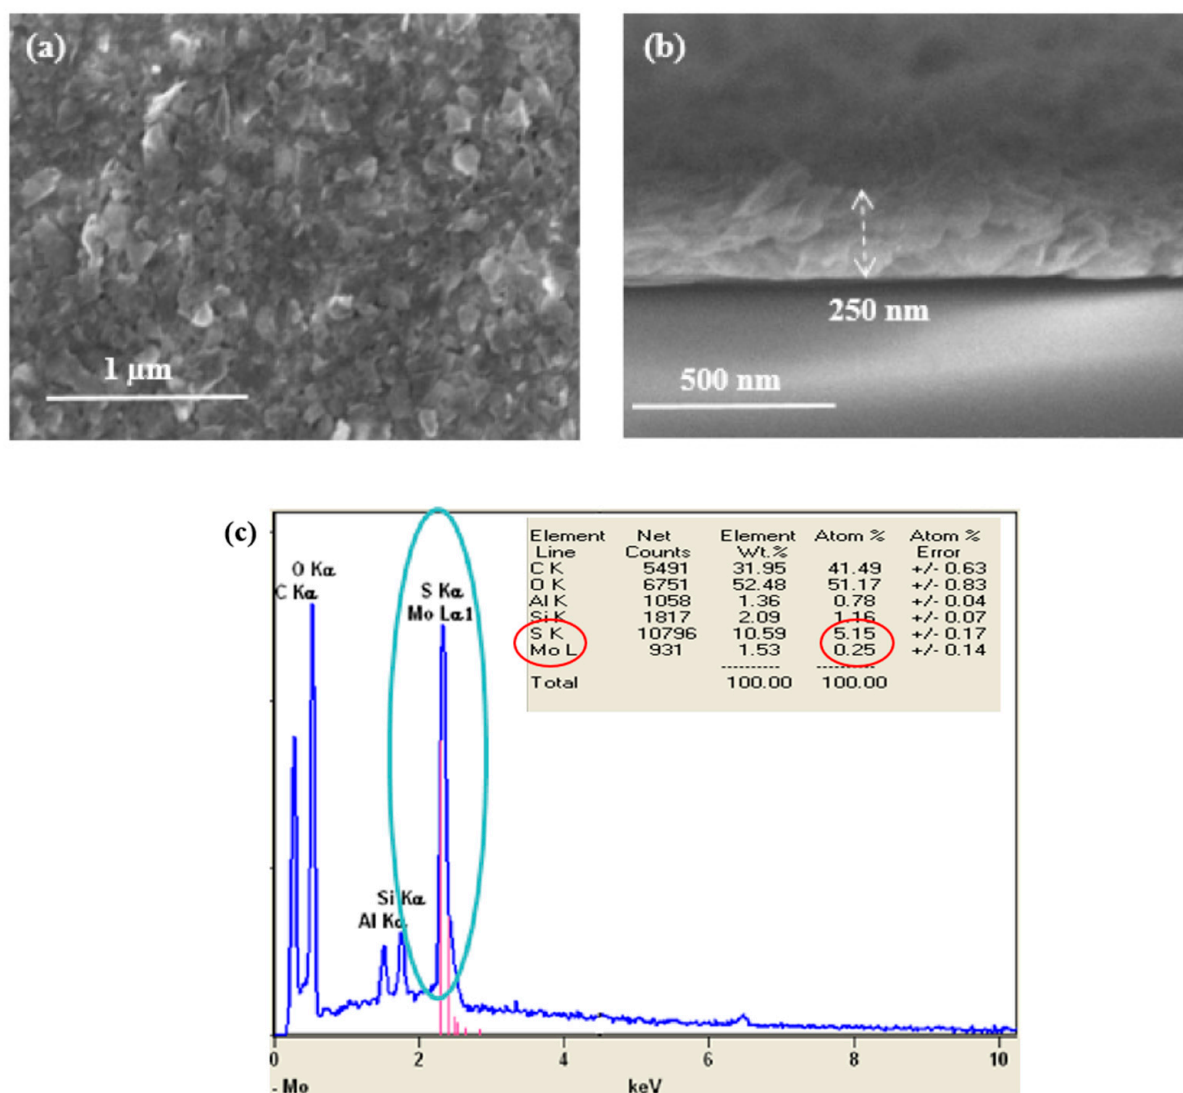 (a)
1 µm
(b)
250 nm
500 nm
(c)
O Kα
C Kα
S Kα
Mo Lα1
Si Kα
Al Kα
Element Net Element Atom % Atom %
Line Counts Wt.% Error
C K 5491 31.95 41.49 +/- 0.63
O K 6751 52.48 51.17 +/- 0.83
Al K 1058 1.36 0.78 +/- 0.04
Si K 1817 2.09 1.16 +/- 0.07
S K 10796 10.59 5.15 +/- 0.17
Mo L 931 1.53 0.25 +/- 0.14
---------- ----------
Total 100.00 100.00
0 2 4 6 8 10
- Mo keV